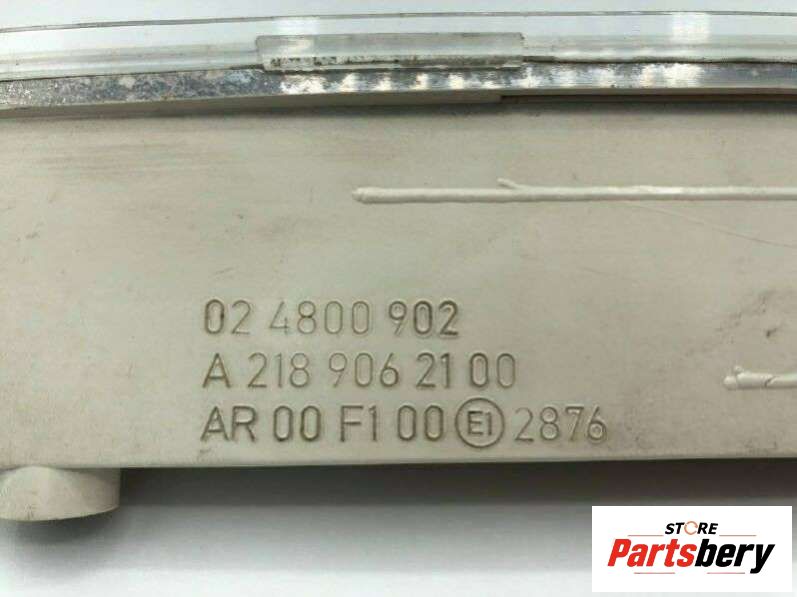 02 4800 902
A 218 906 21 00
AR 00 F1 00 E1 2876
STORE
Partsbery